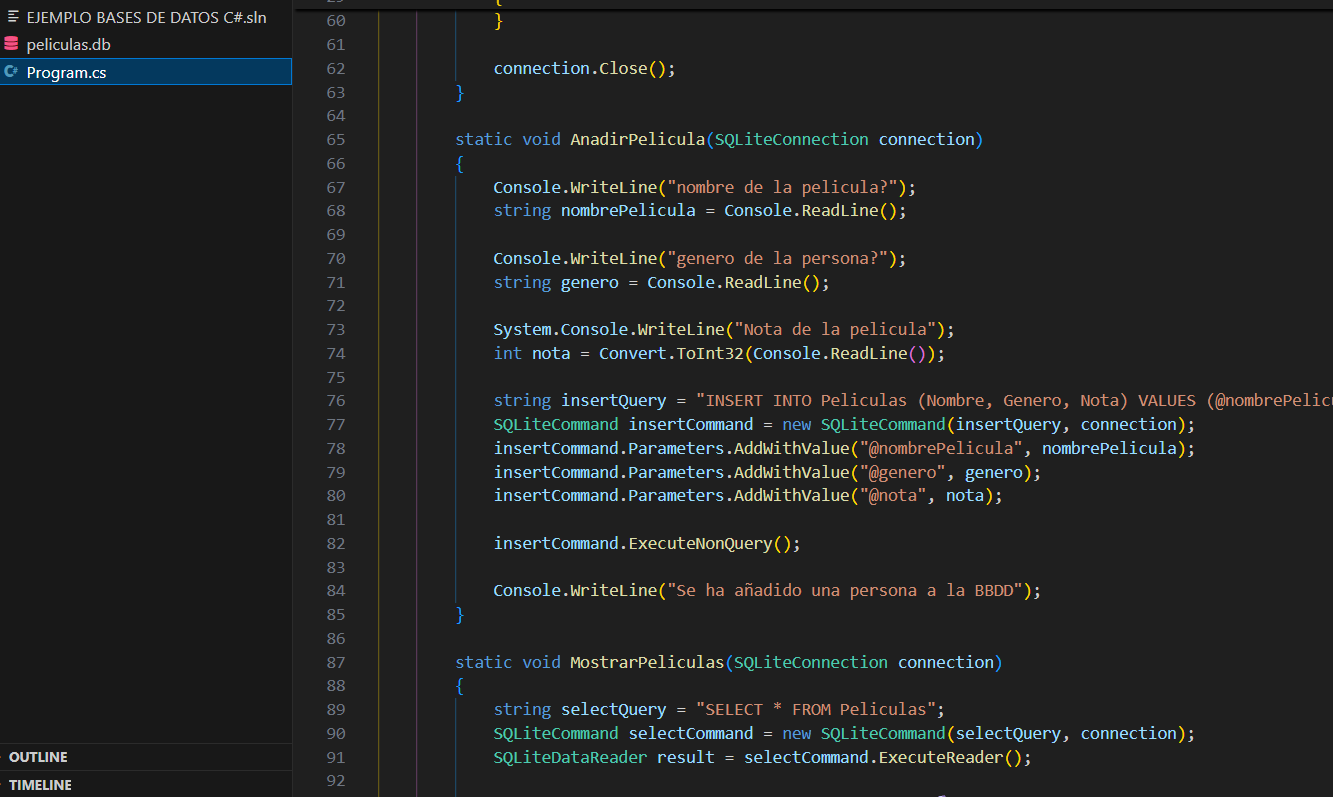 EJEMPLO BASES DE DATOS C#.sln
peliculas.db
C# Program.cs
OUTLINE
TIMELINE
60 }
61
62 connection.Close();
63 }
64
65 static void AnadirPelicula(SQLiteConnection connection)
66 {
67 Console.WriteLine("nombre de la pelicula?");
68 string nombrePelicula = Console.ReadLine();
69
70 Console.WriteLine("genero de la persona?");
71 string genero = Console.ReadLine();
72
73 System.Console.WriteLine("Nota de la pelicula");
74 int nota = Convert.ToInt32(Console.ReadLine());
75
76 string insertQuery = "INSERT INTO Peliculas (Nombre, Genero, Nota) VALUES (@nombrePelicu
77 SQLiteCommand insertCommand = new SQLiteCommand(insertQuery, connection);
78 insertCommand.Parameters.AddWithValue("@nombrePelicula", nombrePelicula);
79 insertCommand.Parameters.AddWithValue("@genero", genero);
80 insertCommand.Parameters.AddWithValue("@nota", nota);
81
82 insertCommand.ExecuteNonQuery();
83
84 Console.WriteLine("Se ha añadido una persona a la BBDD");
85 }
86
87 static void MostrarPeliculas(SQLiteConnection connection)
88 {
89 string selectQuery = "SELECT * FROM Peliculas";
90 SQLiteCommand selectCommand = new SQLiteCommand(selectQuery, connection);
91 SQLiteDataReader result = selectCommand.ExecuteReader();
92